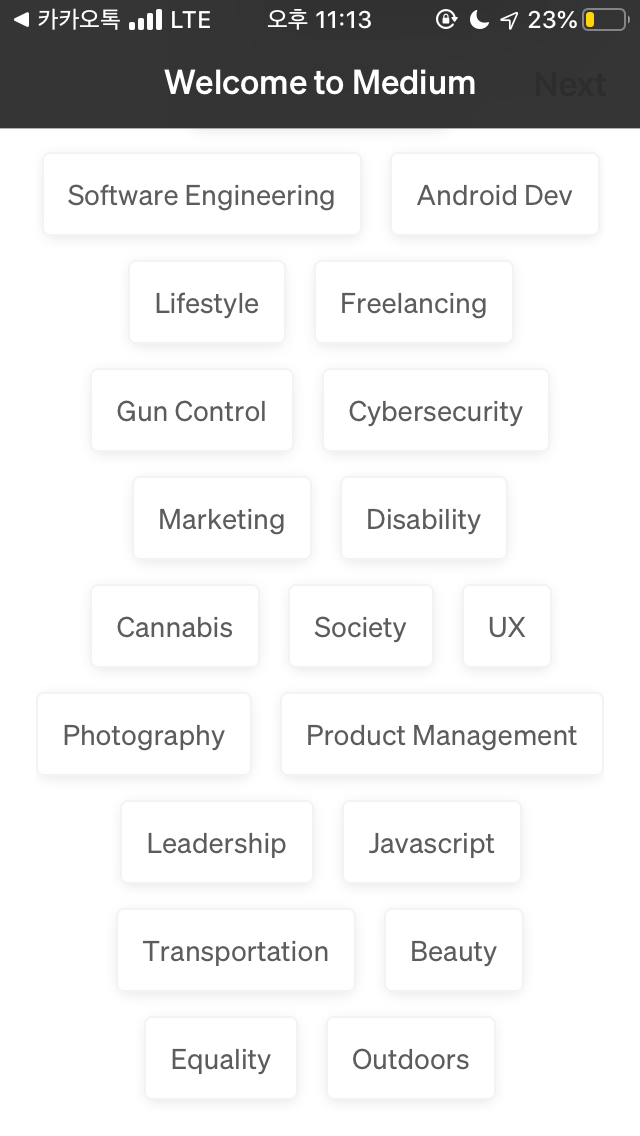 카카오톡 LTE 오후 11:13 23%
Welcome to Medium Next
Software Engineering Android Dev
Lifestyle Freelancing
Gun Control Cybersecurity
Marketing Disability
Cannabis Society UX
Photography Product Management
Leadership Javascript
Transportation Beauty
Equality Outdoors